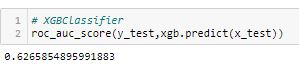 1 # XGBClassifier
2 roc_auc_score(y_test,xgb.predict(x_test))
0.6265854895991883